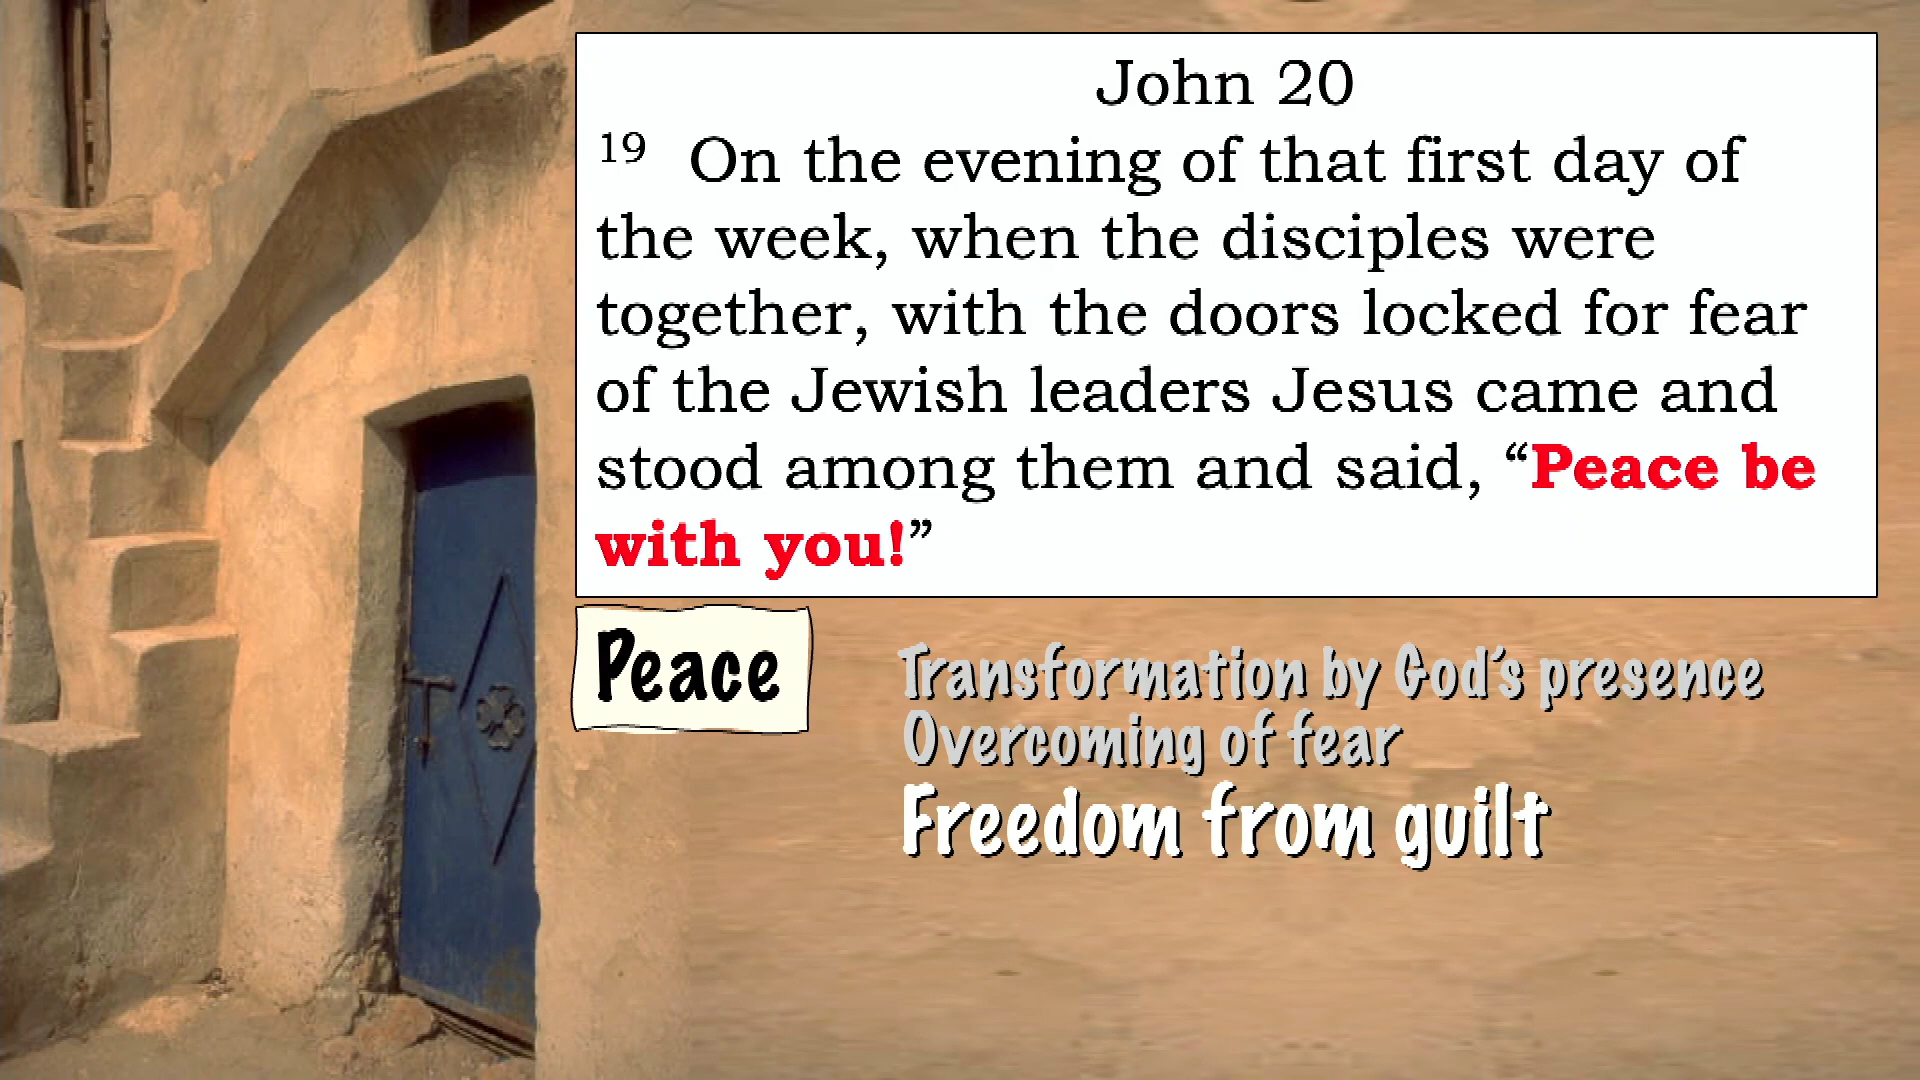 John 20
19 On the evening of that first day of
the week, when the disciples were
together, with the doors locked for fear
of the Jewish leaders Jesus came and
stood among them and said, “Peace be
with you!”
Peace
Transformation by God’s presence
Overcoming of fear
Freedom from guilt